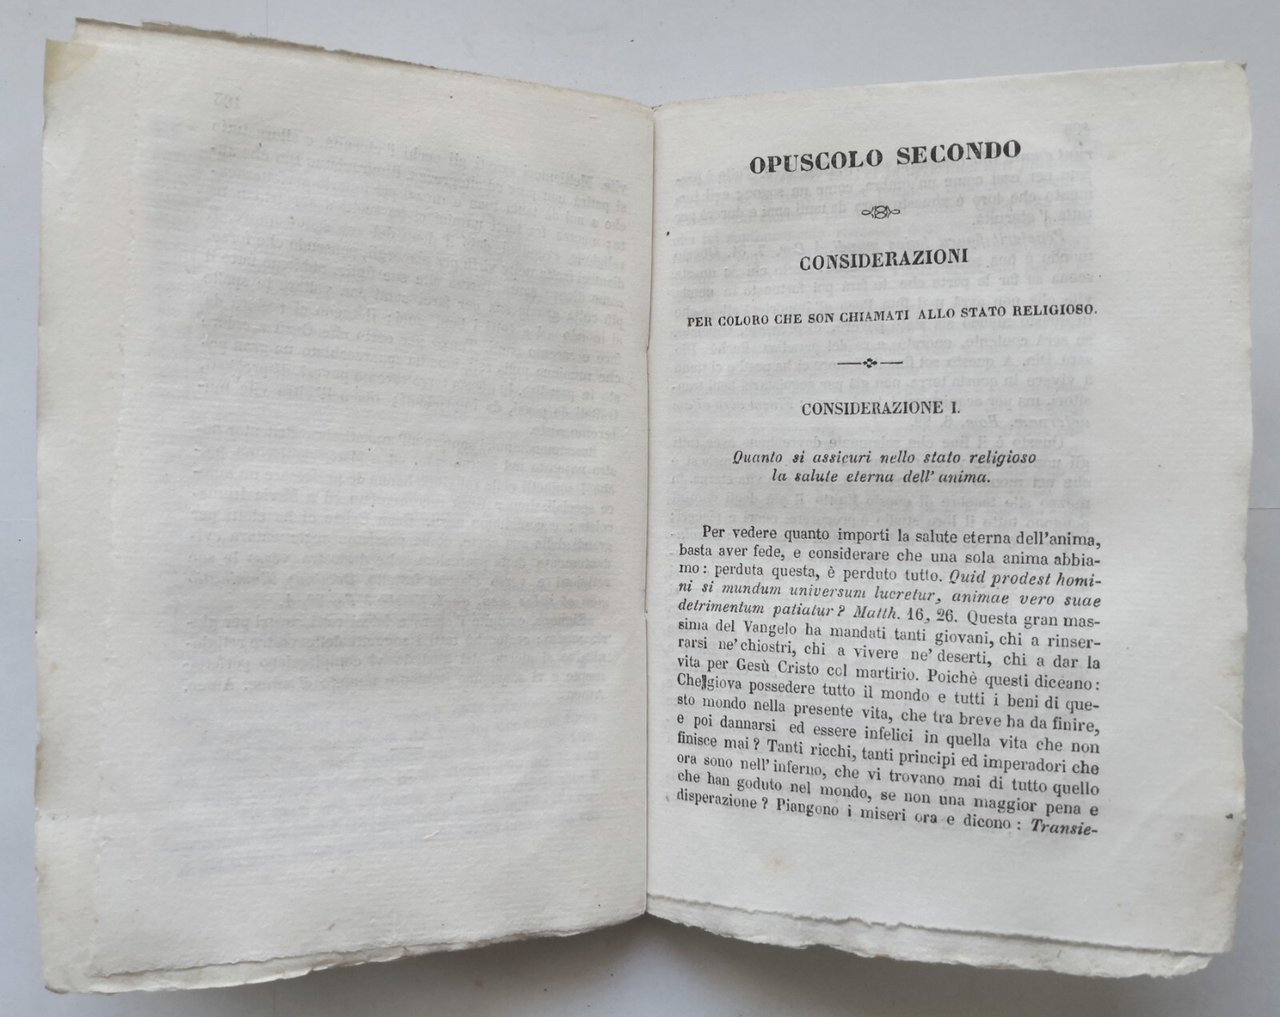 OPUSCOLO SECONDO
CONSIDERAZIONI
PER COLORO CHE SON CHIAMATI ALLO STATO RELIGIOSO.
CONSIDERAZIONE I.
Quanto si assicuri nello stato religioso
la salute eterna dell' anima.
Per vedere quanto importi la salute eterna dell'anima,
basta aver fede, e considerare che una sola anima abbia-
mo: perduta questa, è perduto tutto. Quid prodest homi-
ni si mundum universum lucretur, animae vero suae
detrimentum patiatur? Matth. 16, 26. Questa gran mas-
sima del Vangelo ha mandati tanti giovani, chi a rinser-
rarsi ne' chiostri, chi a vivere ne' deserti, chi a dar la
vita per Gesù Cristo col martirio. Poichè questi diceano:
Che giova possedere tutto il mondo e tutti i beni di que-
sto mondo nella presente vita, che tra breve ha da finire,
e poi dannarsi ed essere infelici in quella vita che non
finisce mai? Tanti ricchi, tanti principi ed imperadori che
ora sono nell' inferno, che vi trovano mai di tutto quello
che han goduto nel mondo, se non una maggior pena e
disperazione? Piangono i miseri ora e dicono: Transie-